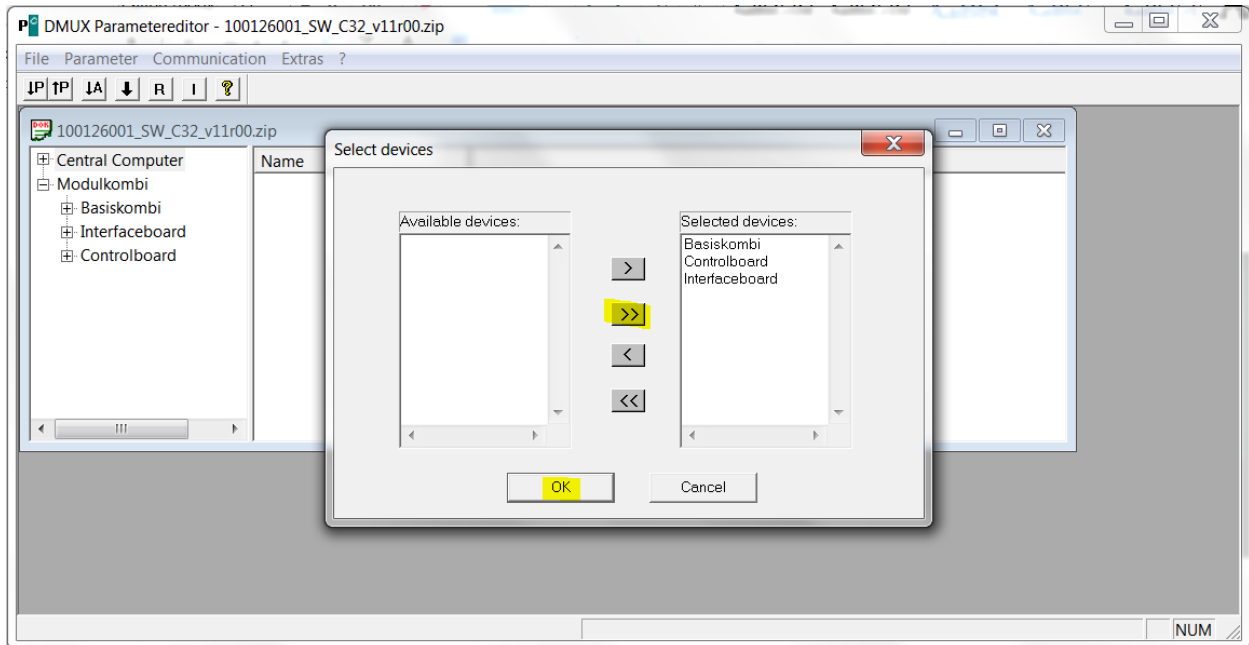 DMUX Parametereditor - 100126001_SW_C32_v11r00.zip
File Parameter Communication Extras ?
↓P ↑P ↓A ⬇ R I ?
100126001_SW_C32_v11r00.zip
Central Computer
Name
Modulkombi
Basiskombi
Interfaceboard
Controlboard
Select devices
Available devices:
Selected devices:
Basiskombi
Controlboard
Interfaceboard
>
>>
<
<<
OK
Cancel
NUM